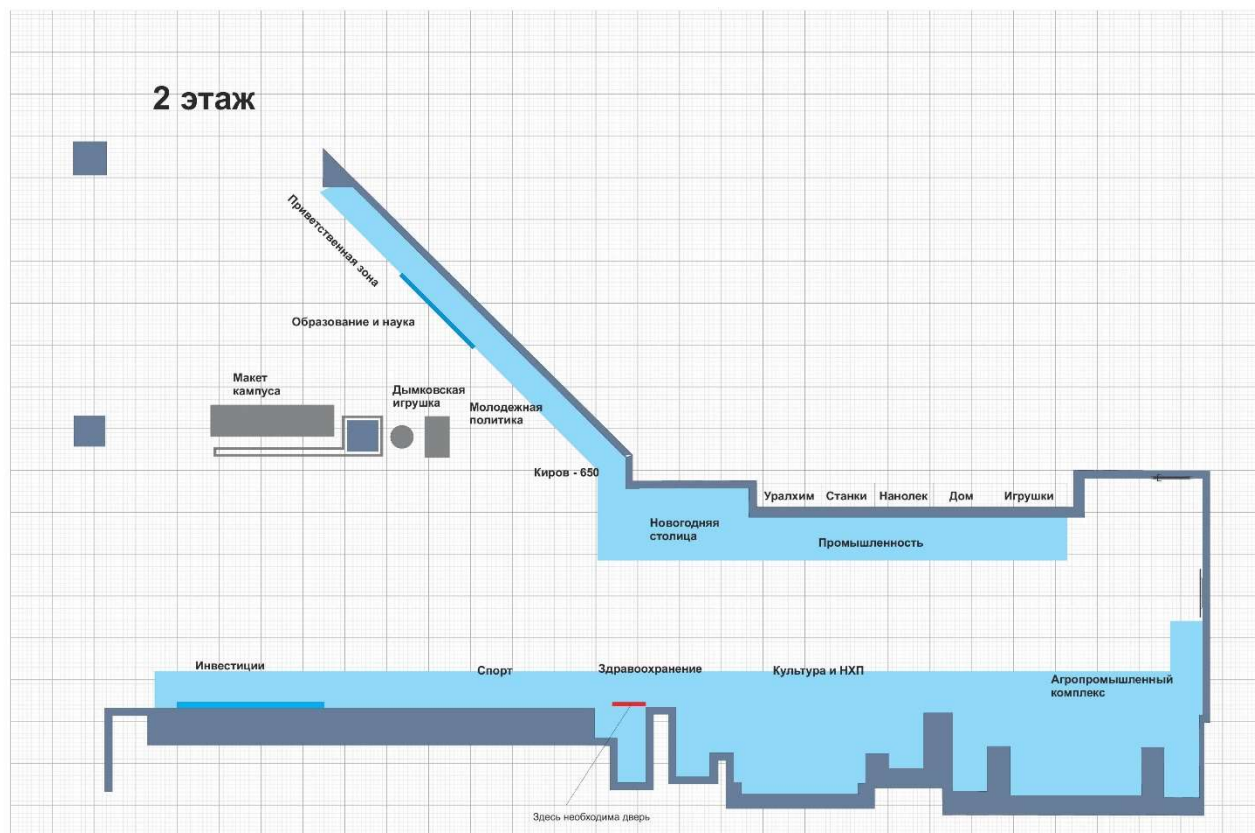 2 этаж
Приветственная зона
Образование и наука
Макет
кампуса
Дымковская
игрушка
Молодежная
политика
Киров - 650
Уралхим
Станки
Нанолек
Дом
Игрушки
Новогодняя
столица
Промышленность
Инвестиции
Спорт
Здравоохранение
Культура и НХП
Агропромышленный
комплекс
Здесь необходима дверь